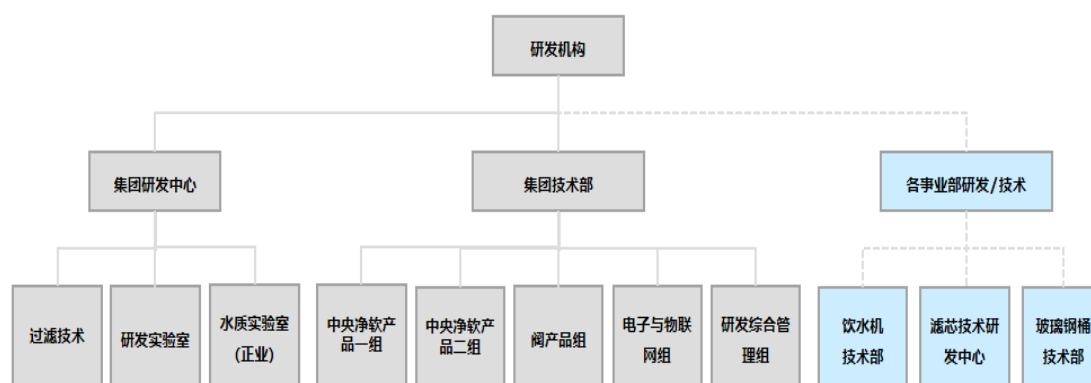 研发机构
集团研发中心
集团技术部
各事业部研发/技术
过滤技术
研发实验室
水质实验室
(正业)
中央净软产
品一组
中央净软产
品二组
阀产品组
电子与物联
网组
研发综合管
理组
饮水机
技术部
滤芯技术研
发中心
玻璃钢桶
技术部